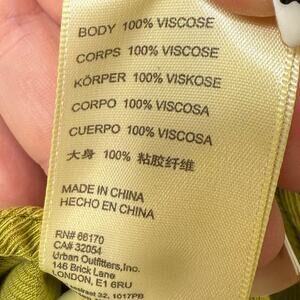 BODY 100% VISCOSE
CORPS 100% VISCOSE
KÖRPER 100% VISKOSE
CORPO 100% VISCOSA
CUERPO 100% VISCOSA
大身 100% 粘胶纤维
MADE IN CHINA
HECHO EN CHINA
RN# 66170
CA# 32054
Urban Outfitters, Inc.
146 Brick Lane
LONDON, E1 6RU
32, 1017PB